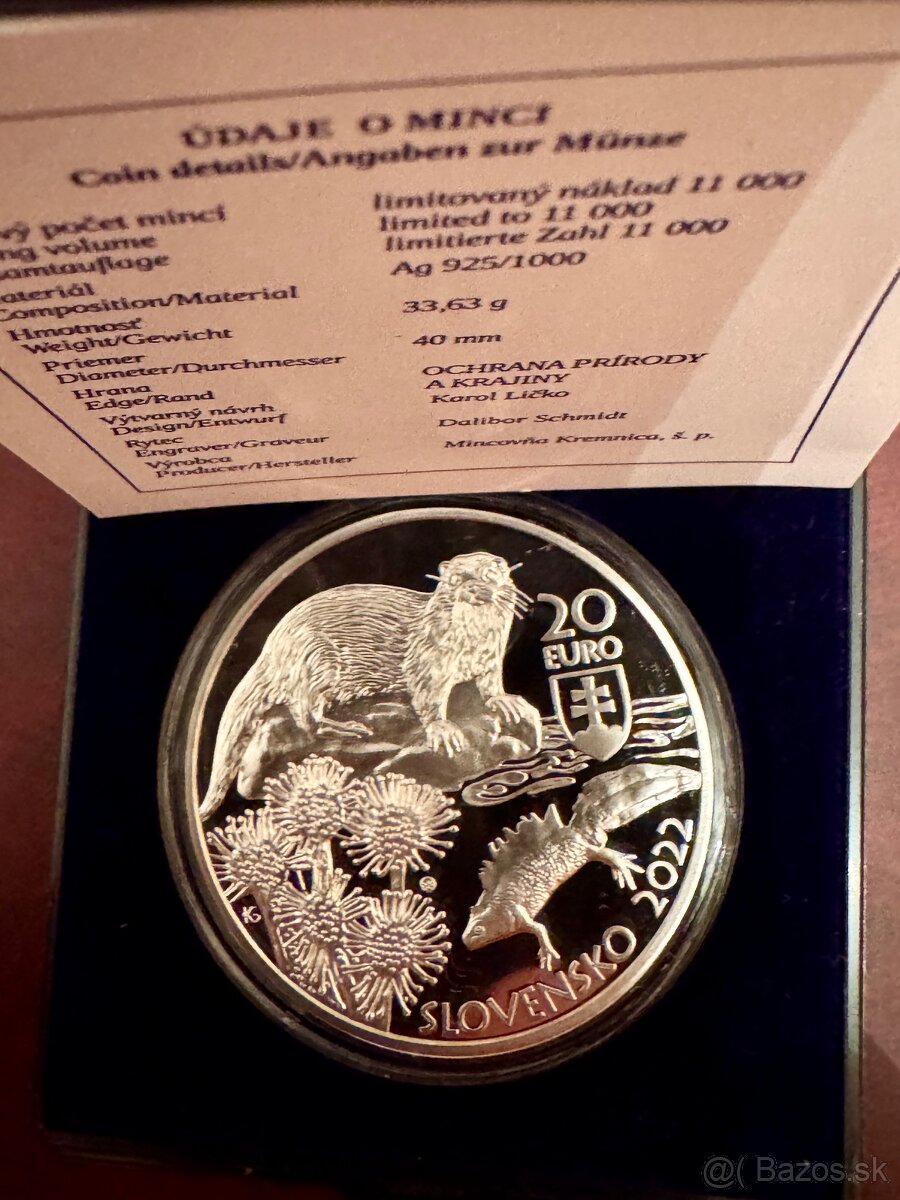 ÚDAJE O MINCI
Coin details/Angaben zur Münze
počet mincí
limitovaný náklad 11 000
volume
limited to 11 000
limitierte Zahl 11 000
Ag 925/1000
Composition/Material
33,63 g
Hmotnosť
Weight/Gewicht
40 mm
Priemer
Diameter/Durchmesser
OCHRANA PRÍRODY
A KRAJINY
Hrana
Edge/Rand
Karol Ličko
Výtvarný návrh
Design/Entwurf
Dalibor Schmidt
Rytec
Engraver/Graveur
Mincovňa Kremnica, š. p.
Výrobca
Producer/Hersteller
20
EURO
SLOVENSKO 2022
@( Bazos.sk